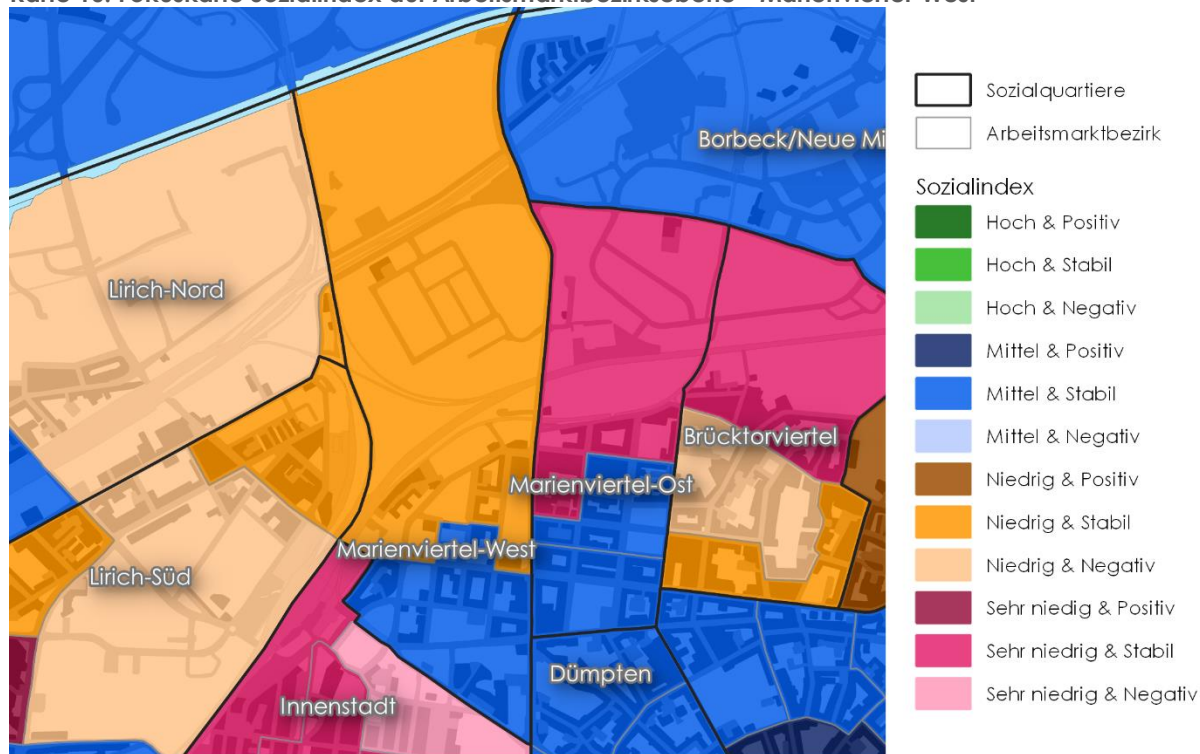 Borbeck/Neue Mi
Lirich-Nord
Brücktorviertel
Marienviertel-Ost
Marienviertel-West
Lirich-Süd
Dümpten
Innenstadt
Sozialquartiere
Arbeitsmarktbezirk
Sozialindex
Hoch & Positiv
Hoch & Stabil
Hoch & Negativ
Mittel & Positiv
Mittel & Stabil
Mittel & Negativ
Niedrig & Positiv
Niedrig & Stabil
Niedrig & Negativ
Sehr niedig & Positiv
Sehr niedrig & Stabil
Sehr niedrig & Negativ